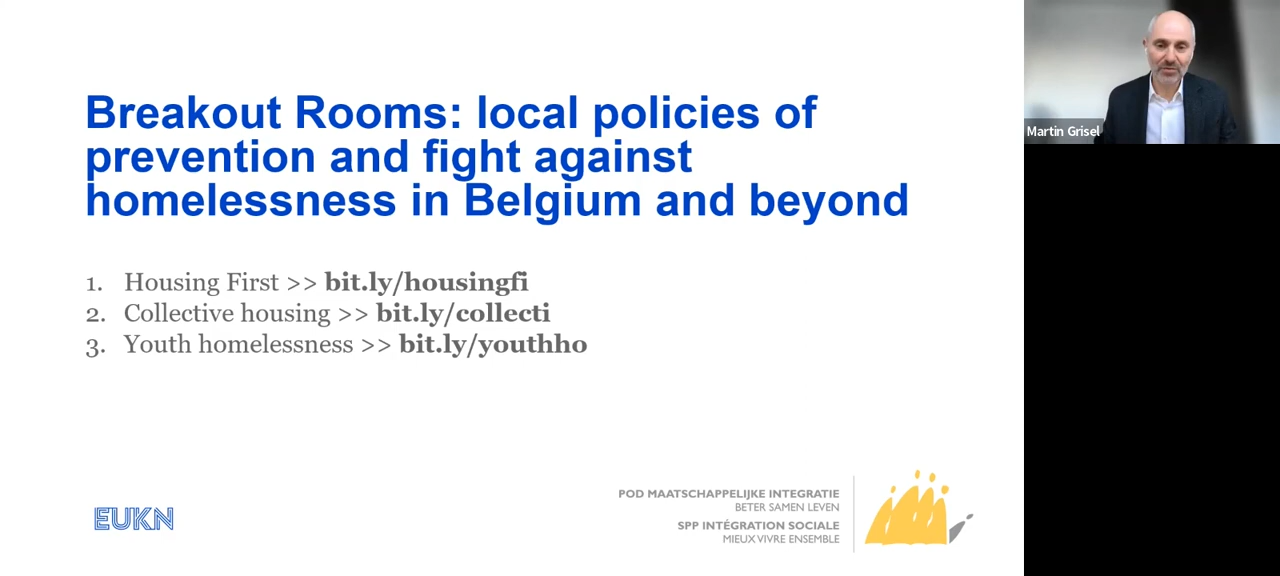 Breakout Rooms: local policies of
prevention and fight against
homelessness in Belgium and beyond
1. Housing First >> bit.ly/housingfi
2. Collective housing >> bit.ly/collecti
3. Youth homelessness >> bit.ly/youthho
EUKN
POD MAATSCHAPPELIJKE INTEGRATIE
BETER SAMEN LEVEN
SPP INTÉGRATION SOCIALE
MIEUX VIVRE ENSEMBLE
Martin Grisel